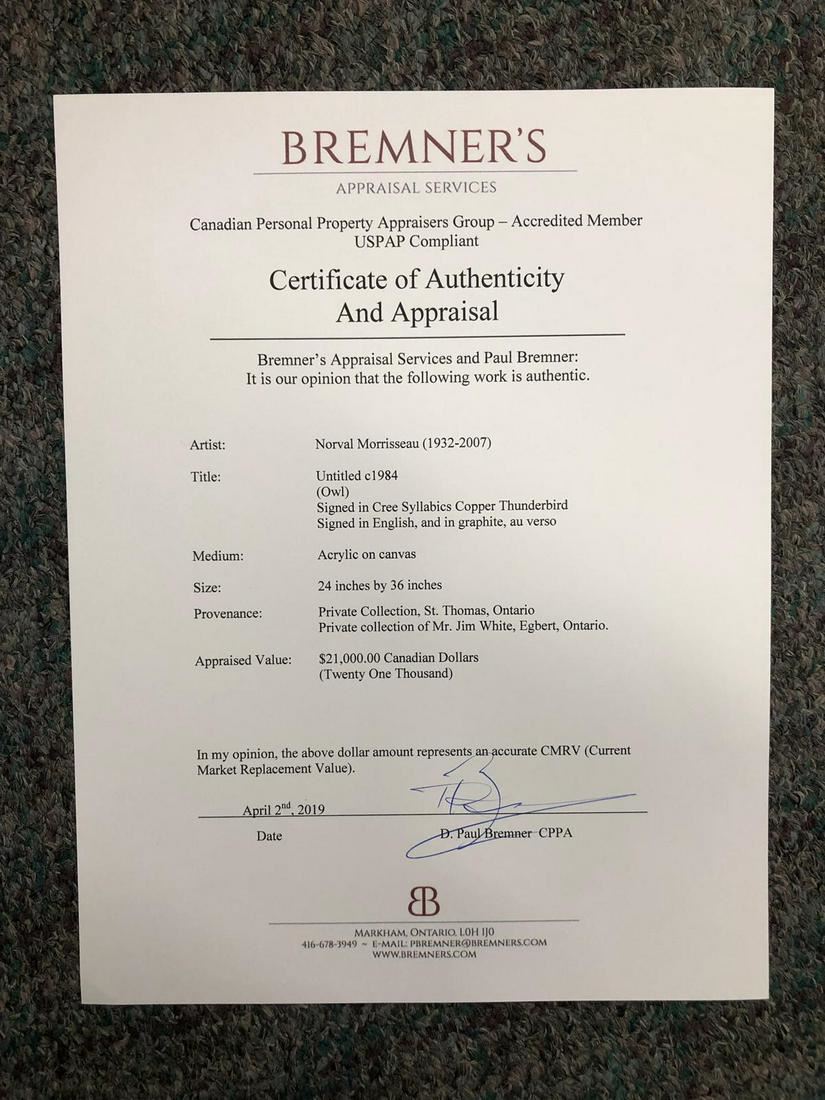 BREMNER'S
APPRAISAL SERVICES
Canadian Personal Property Appraisers Group – Accredited Member
USPAP Compliant
Certificate of Authenticity
And Appraisal
Bremner's Appraisal Services and Paul Bremner:
It is our opinion that the following work is authentic.
Artist: Norval Morrisseau (1932-2007)
Title: Untitled c1984
(Owl)
Signed in Cree Syllabics Copper Thunderbird
Signed in English, and in graphite, au verso
Medium: Acrylic on canvas
Size: 24 inches by 36 inches
Provenance: Private Collection, St. Thomas, Ontario
Private collection of Mr. Jim White, Egbert, Ontario.
Appraised Value: $21,000.00 Canadian Dollars
(Twenty One Thousand)
In my opinion, the above dollar amount represents an accurate CMRV (Current
Market Replacement Value).
April 2nd, 2019
Date D. Paul Bremner CPPA
BB
MARKHAM, ONTARIO, L0H 1J0
416-678-3949 ~ E-MAIL: PBREMNER@BREMNERS.COM
WWW.BREMNERS.COM